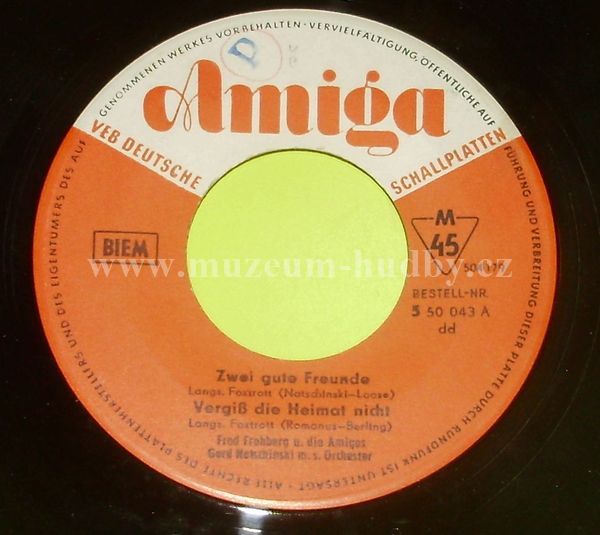 ALLE RECHTE DES PLATTENHERSTELLERS UND DES EIGENTUMERS DES AUF GENOMMENEN WERKES VORBEHALTEN - VERVIELFÄLTIGUNG, ÖFFENTLICHE AUF FÜHRUNG UND VERBREITUNG DIESER PLATTE DURCH RUNDFUNK IST UNTERSAGT -
D
Amiga
VEB DEUTSCHE SCHALLPLATTEN
BIEM
M
45
www.muzeum-hudby.cz
BESTELL-NR.
5 50 043 A
dd
Zwei gute Freunde
Langs. Foxtrott (Natschinski-Loose)
Vergiß die Heimat nicht
Langs. Foxtrott (Romanus-Berling)
Fred Frohberg u. die Amigos
Gerd Natschinski m. s. Orchester